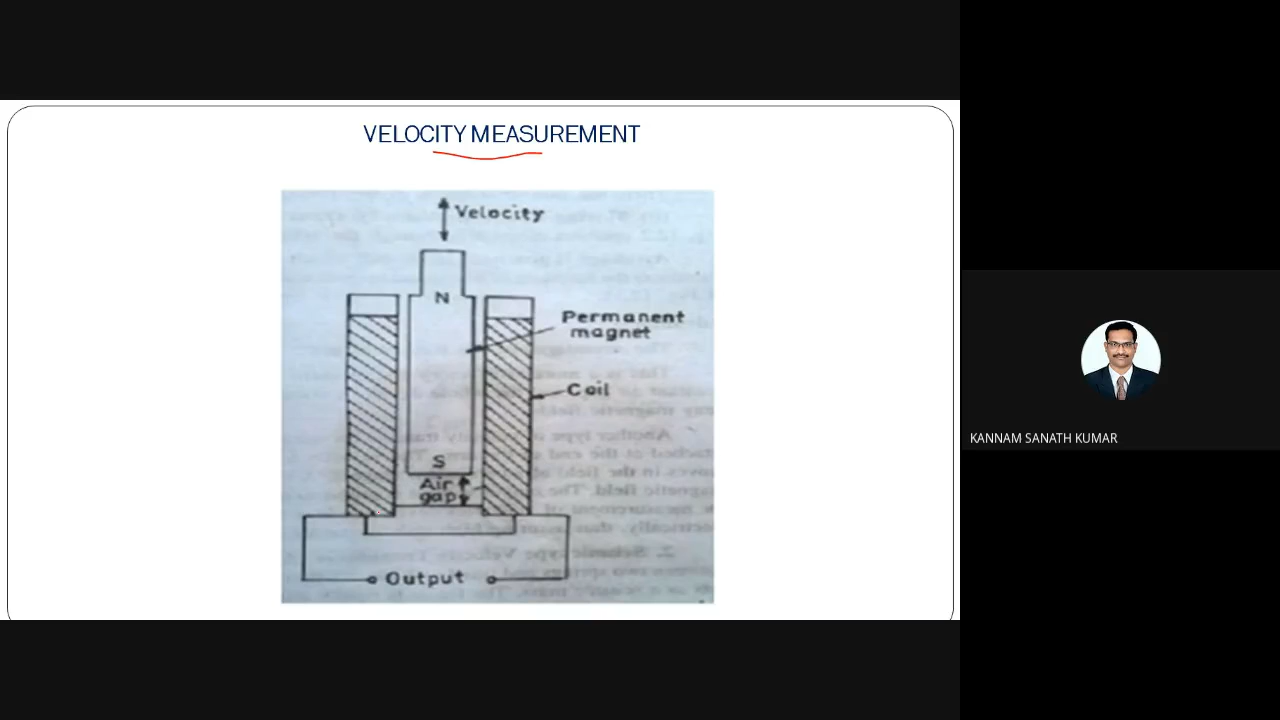 VELOCITY MEASUREMENT
Velocity
N
Permanent
magnet
Coil
S
Air
gap
Output
KANNAM SANATH KUMAR